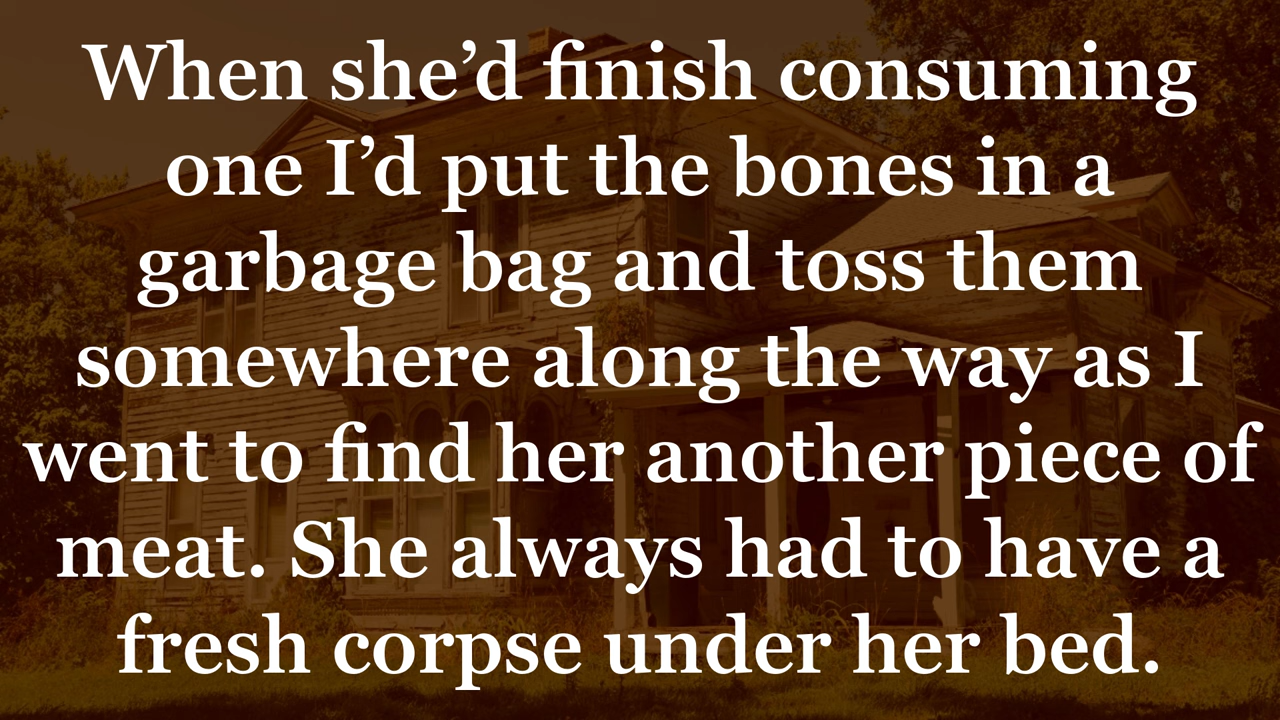 When she’d finish consuming
one I’d put the bones in a
garbage bag and toss them
somewhere along the way as I
went to find her another piece of
meat. She always had to have a
fresh corpse under her bed.